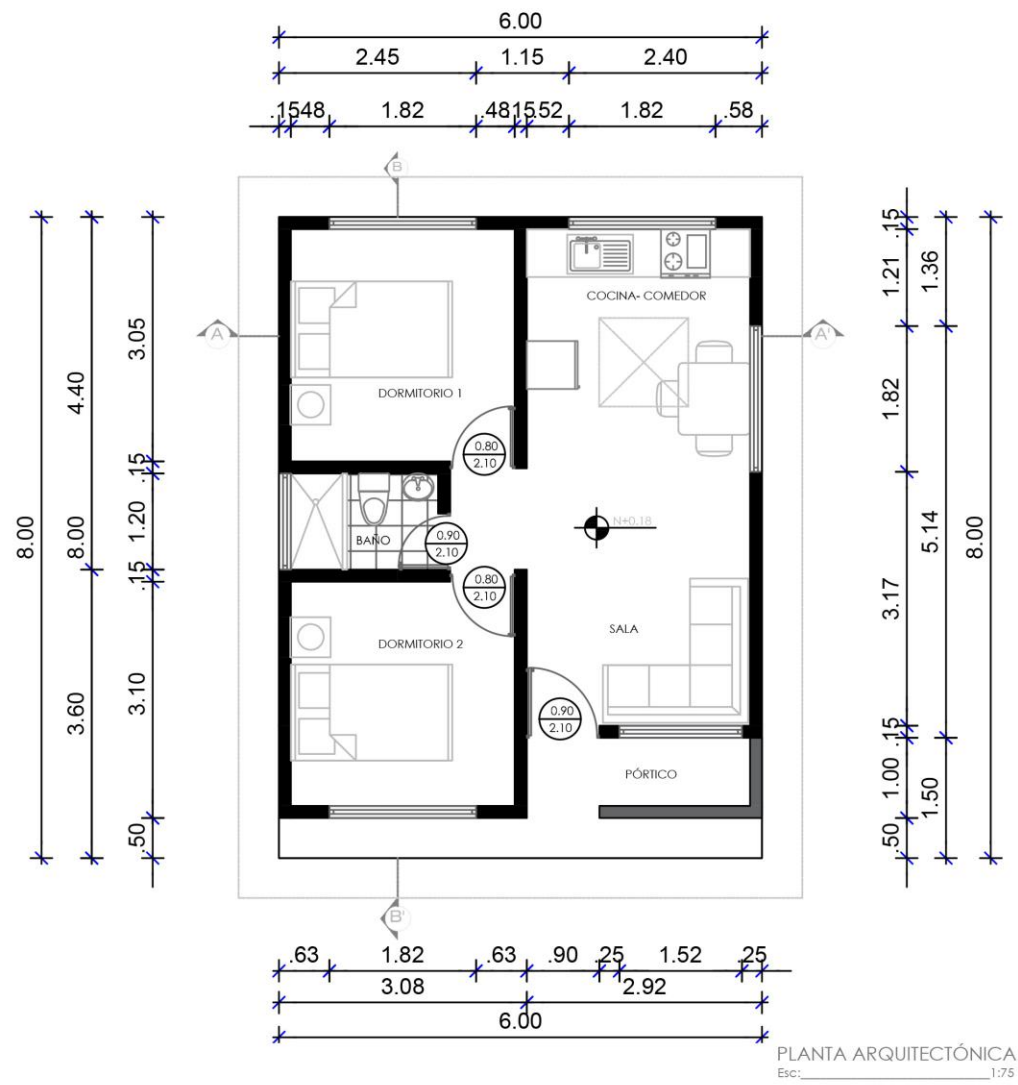 6.00
2.45 1.15 2.40
.15 .48 1.82 .48 .15 .52 1.82 .58
B
A
A'
8.00
4.40
8.00
3.60
3.05
.15
1.20
.15
3.10
.50
.15
1.21
1.82
3.17
.15
1.00
.50
1.36
5.14
1.50
8.00
COCINA- COMEDOR
DORMITORIO 1
0.80
2.10
N+0.18
BAÑO
0.90
2.10
0.80
2.10
SALA
DORMITORIO 2
0.90
2.10
PÓRTICO
B'
.63 1.82 .63 .90 .25 1.52 .25
3.08 2.92
6.00
PLANTA ARQUITECTÓNICA
Esc:______________________1:75